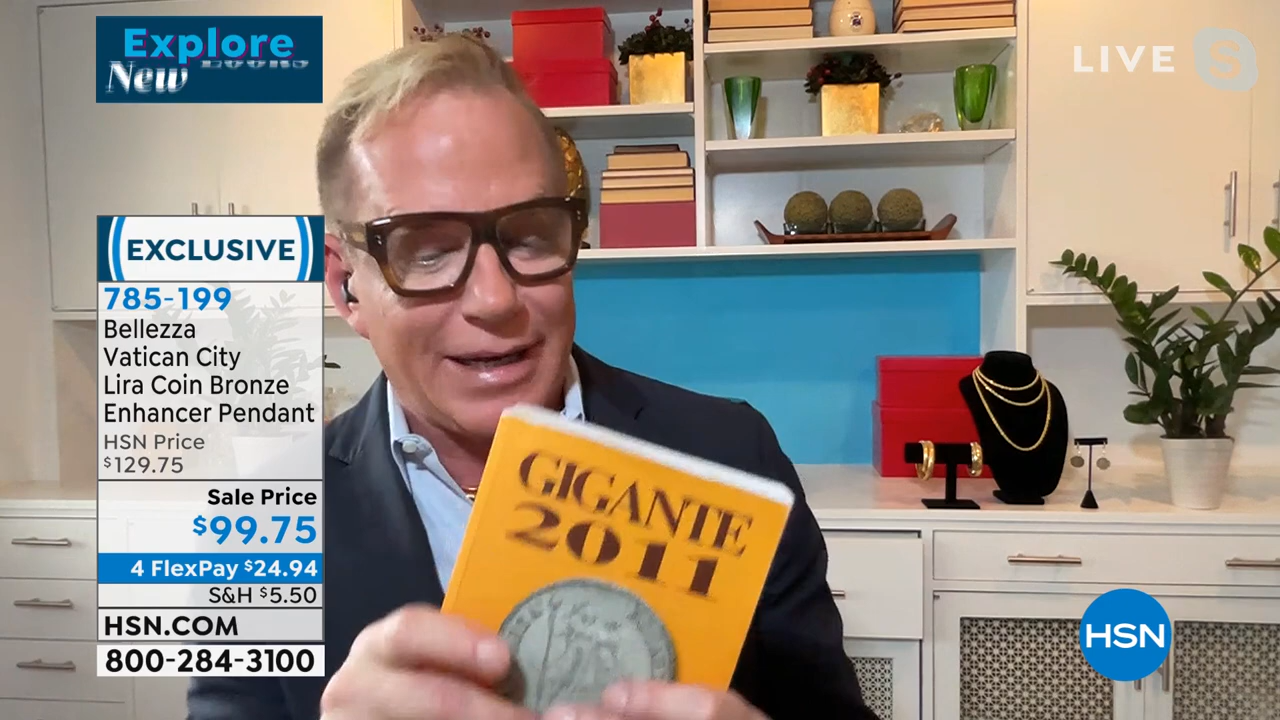 Explore
New Looks
LIVE S
EXCLUSIVE
785-199
Bellezza
Vatican City
Lira Coin Bronze
Enhancer Pendant
HSN Price
$129.75
Sale Price
$99.75
4 FlexPay $24.94
S&H $5.50
HSN.COM
800-284-3100
GIGANTE
2011
HSN